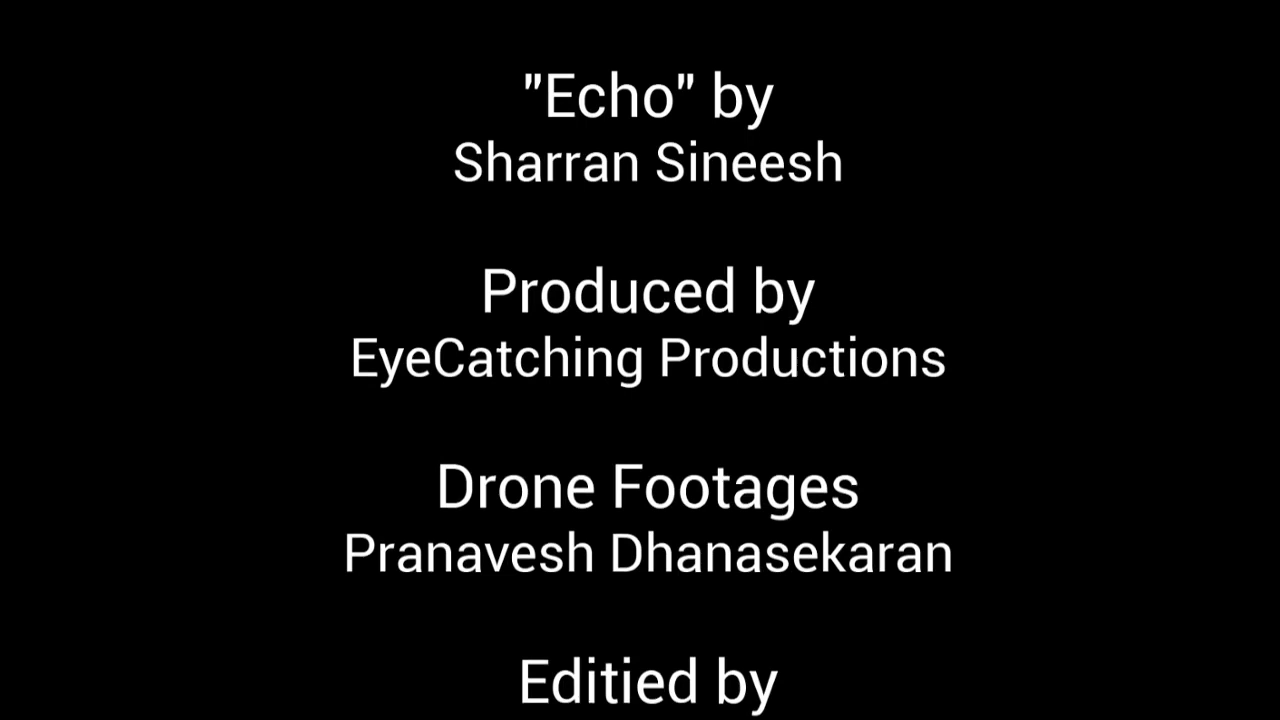 "Echo" by
Sharran Sineesh
Produced by
EyeCatching Productions
Drone Footages
Pranavesh Dhanasekaran
Editied by